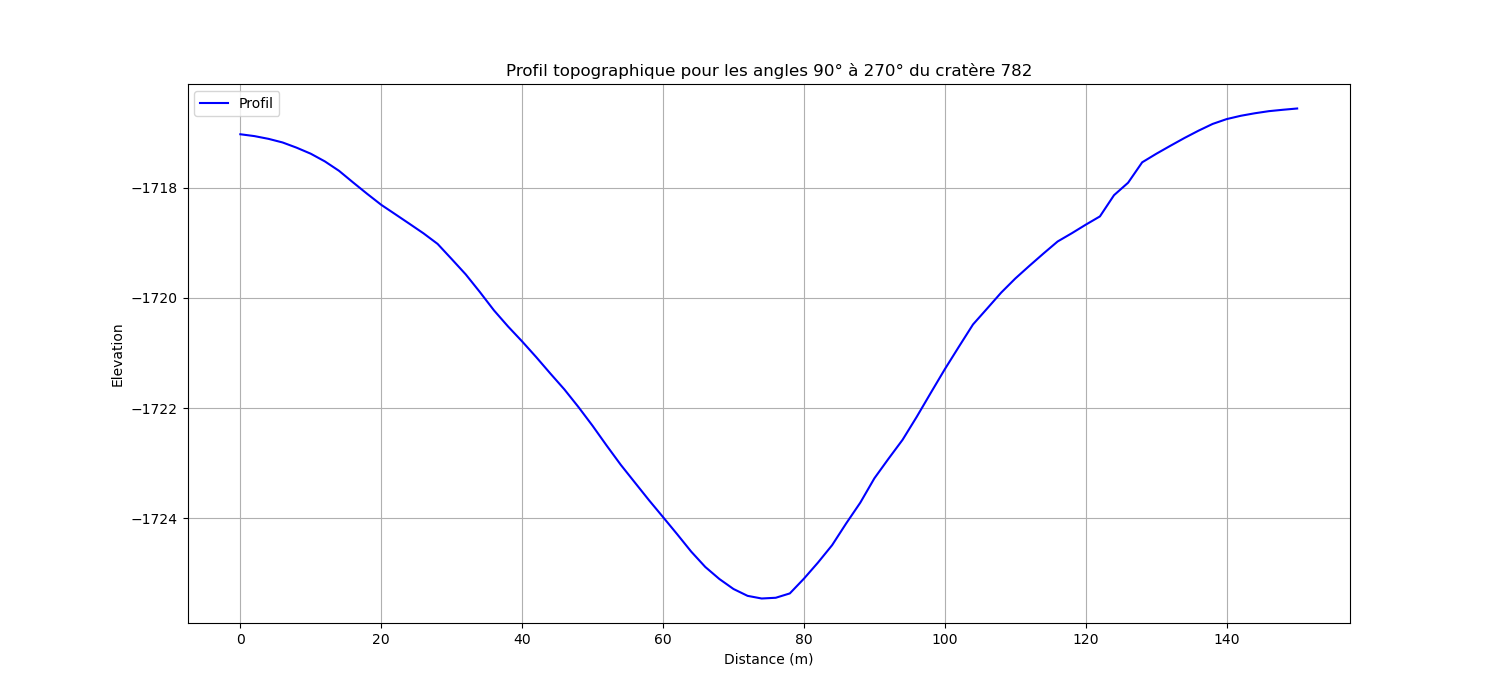 Profil topographique pour les angles 90° à 270° du cratère 782
Profil
−1718
−1720
−1722
−1724
Elevation
0 20 40 60 80 100 120 140
Distance (m)